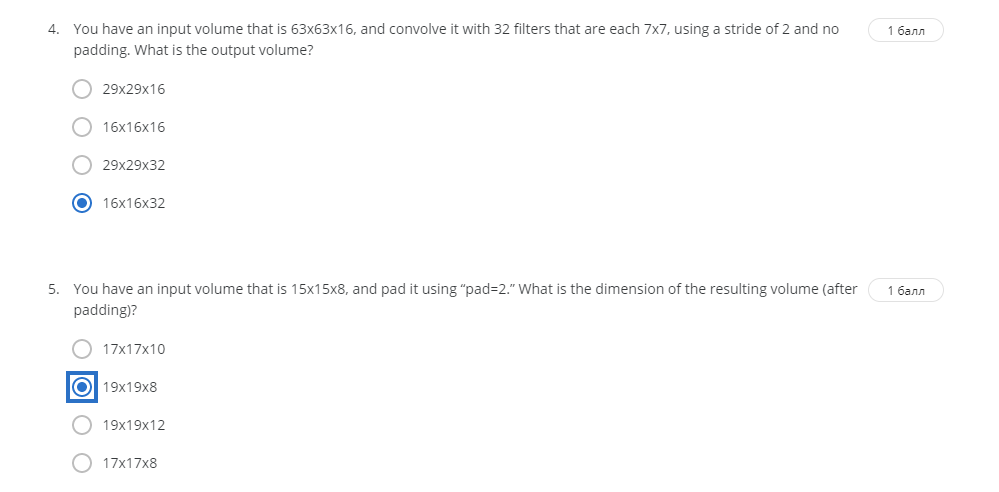 4. You have an input volume that is 63x63x16, and convolve it with 32 filters that are each 7x7, using a stride of 2 and no
1 балл
padding. What is the output volume?
29x29x16
16x16x16
29x29x32
16x16x32
5. You have an input volume that is 15x15x8, and pad it using “pad=2.” What is the dimension of the resulting volume (after
1 балл
padding)?
17x17x10
19x19x8
19x19x12
17x17x8